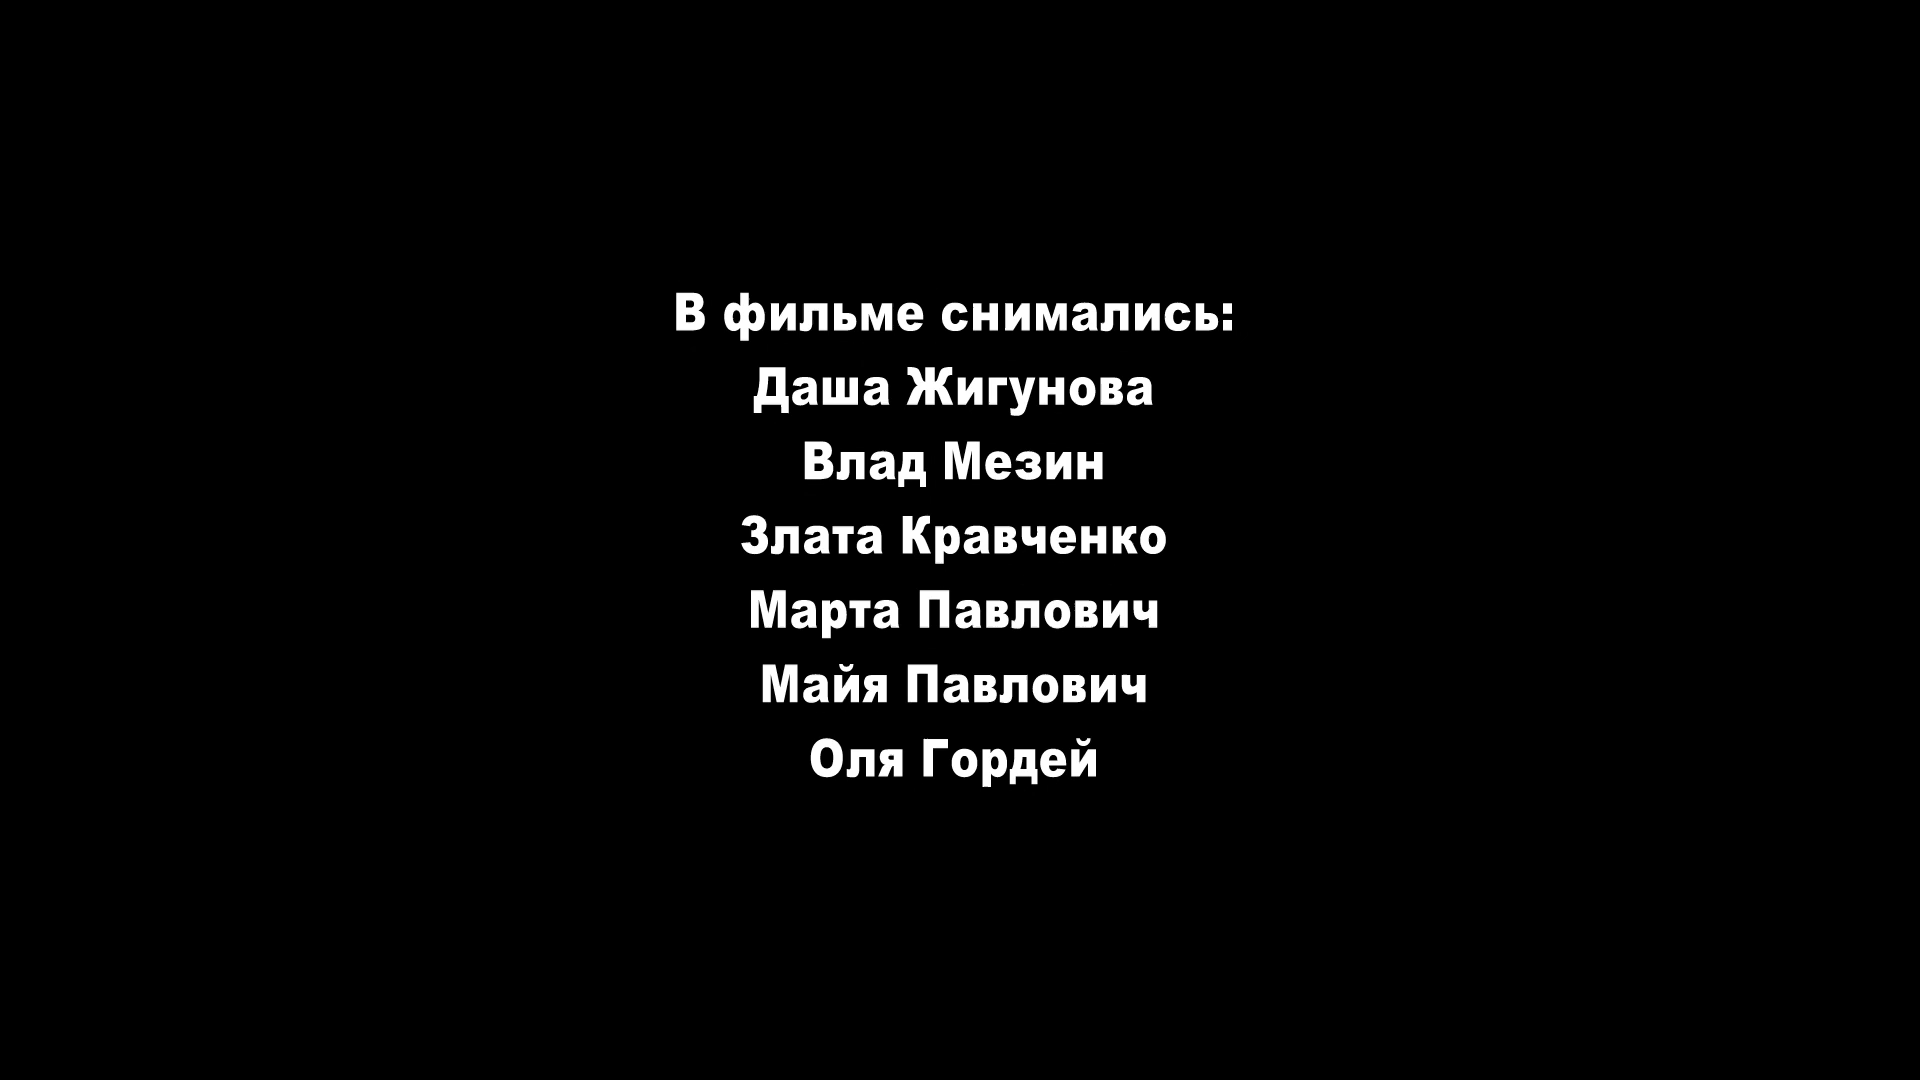 В фильме снимались:
Даша Жигунова
Влад Мезин
Злата Кравченко
Марта Павлович
Майя Павлович
Оля Гордей